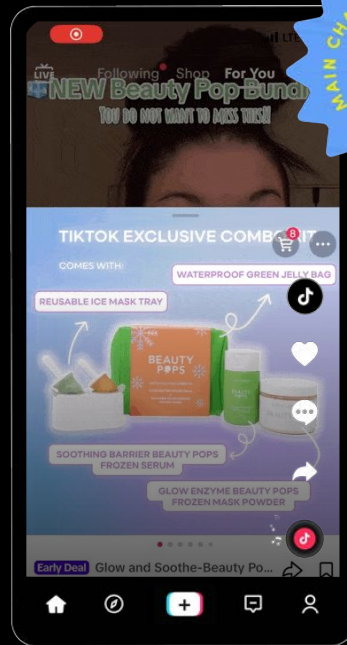 LTE
MAIN CHA
LIVE
Following Shop For You
NEW Beauty Pop Bundl
YOU DO NOT WANT TO MISS THIS!!
TIKTOK EXCLUSIVE COMBO KIT
8
COMES WITH:
WATERPROOF GREEN JELLY BAG
REUSABLE ICE MASK TRAY
BEAUTY
POPS
BEAUTY
POPS
SOOTHING BARRIER BEAUTY POPS
FROZEN SERUM
GLOW ENZYME BEAUTY POPS
FROZEN MASK POWDER
Early Deal Glow and Soothe-Beauty Po...